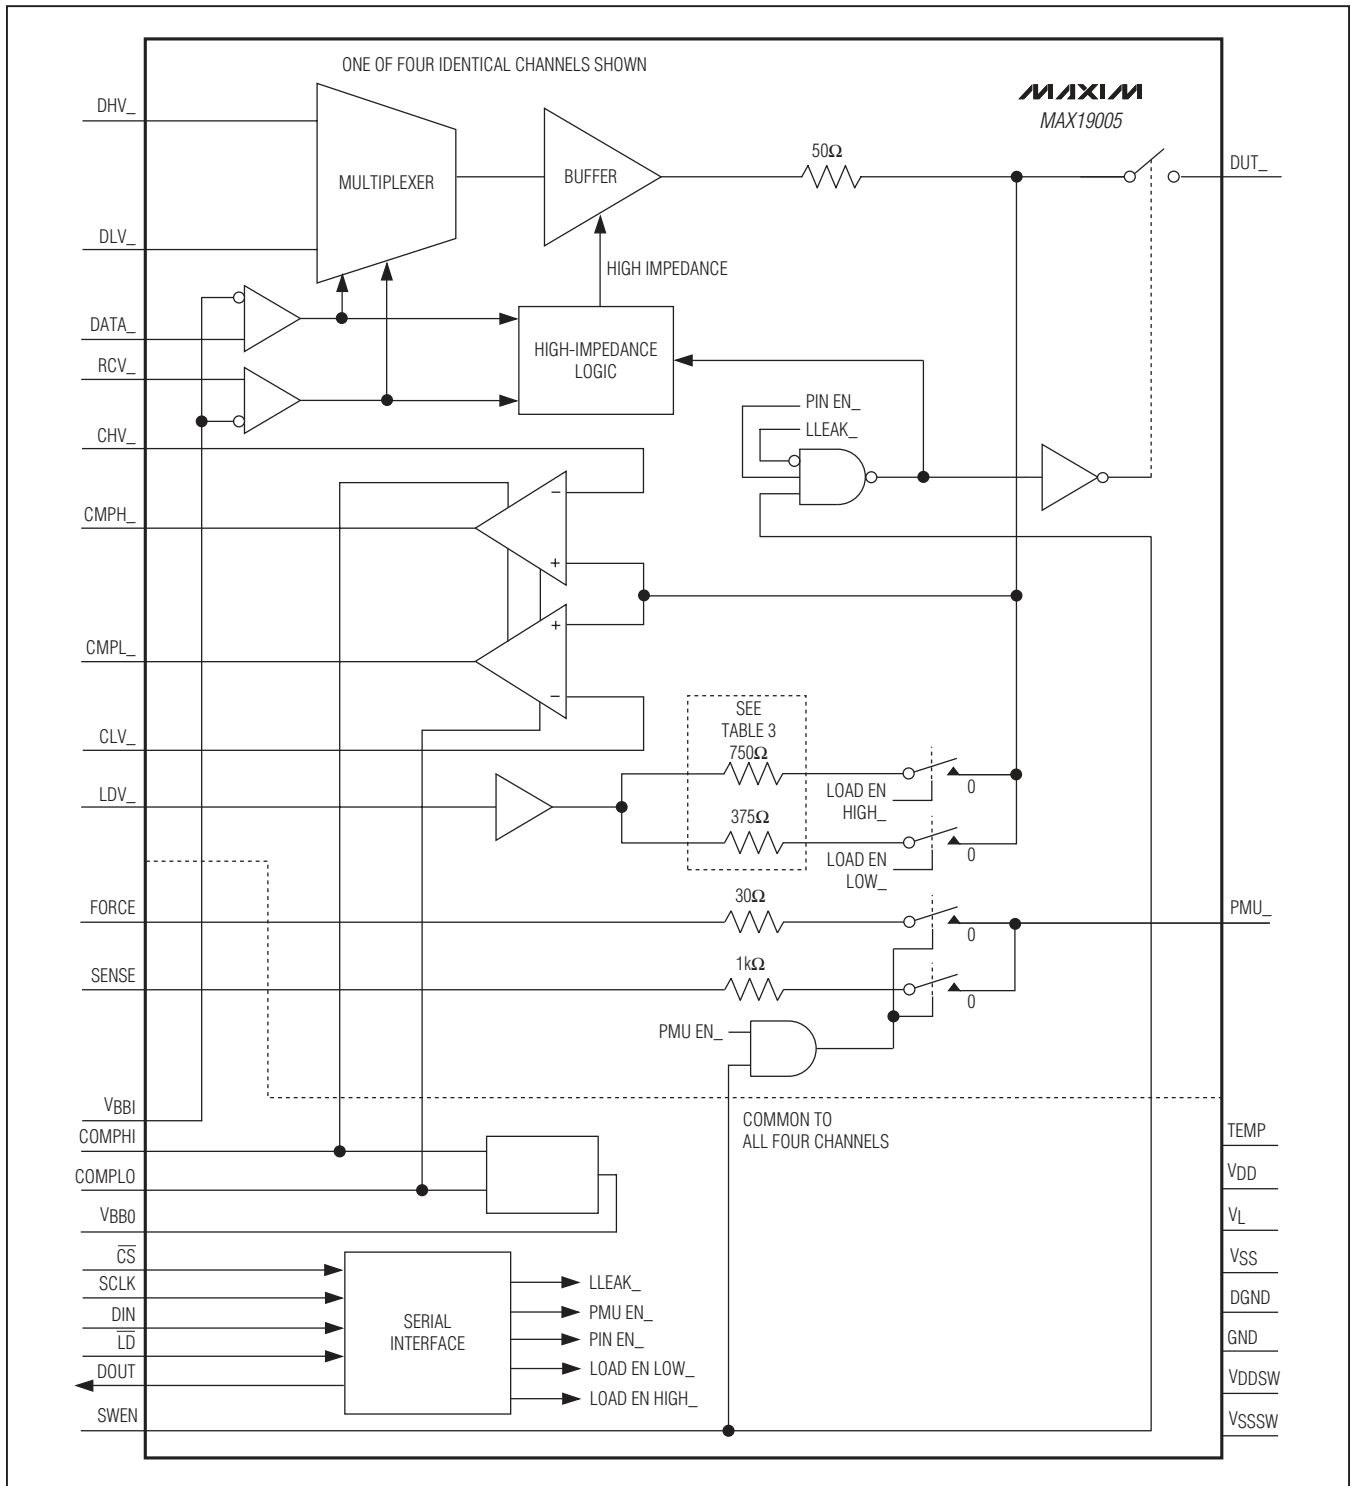 ONE OF FOUR IDENTICAL CHANNELS SHOWN
MAXIM
MAX19005
DHV_
MULTIPLEXER
BUFFER
50Ω
DUT_
DLV_
HIGH IMPEDANCE
DATA_
HIGH-IMPEDANCE
LOGIC
RCV_
PIN EN_
LLEAK_
CHV_
−
CMPH_
+
+
CMPL_
−
CLV_
SEE
TABLE 3
750Ω
LOAD EN
HIGH_
0
LDV_
375Ω
LOAD EN
LOW_
0
FORCE
30Ω
0
PMU_
SENSE
1kΩ
0
PMU EN_
VBBI
COMMON TO
ALL FOUR CHANNELS
COMPHI
COMPLO
VBB0
CS
SCLK
DIN
LD
DOUT
SWEN
SERIAL
INTERFACE
LLEAK_
PMU EN_
PIN EN_
LOAD EN LOW_
LOAD EN HIGH_
TEMP
VDD
VL
VSS
DGND
GND
VDDSW
VSSSW